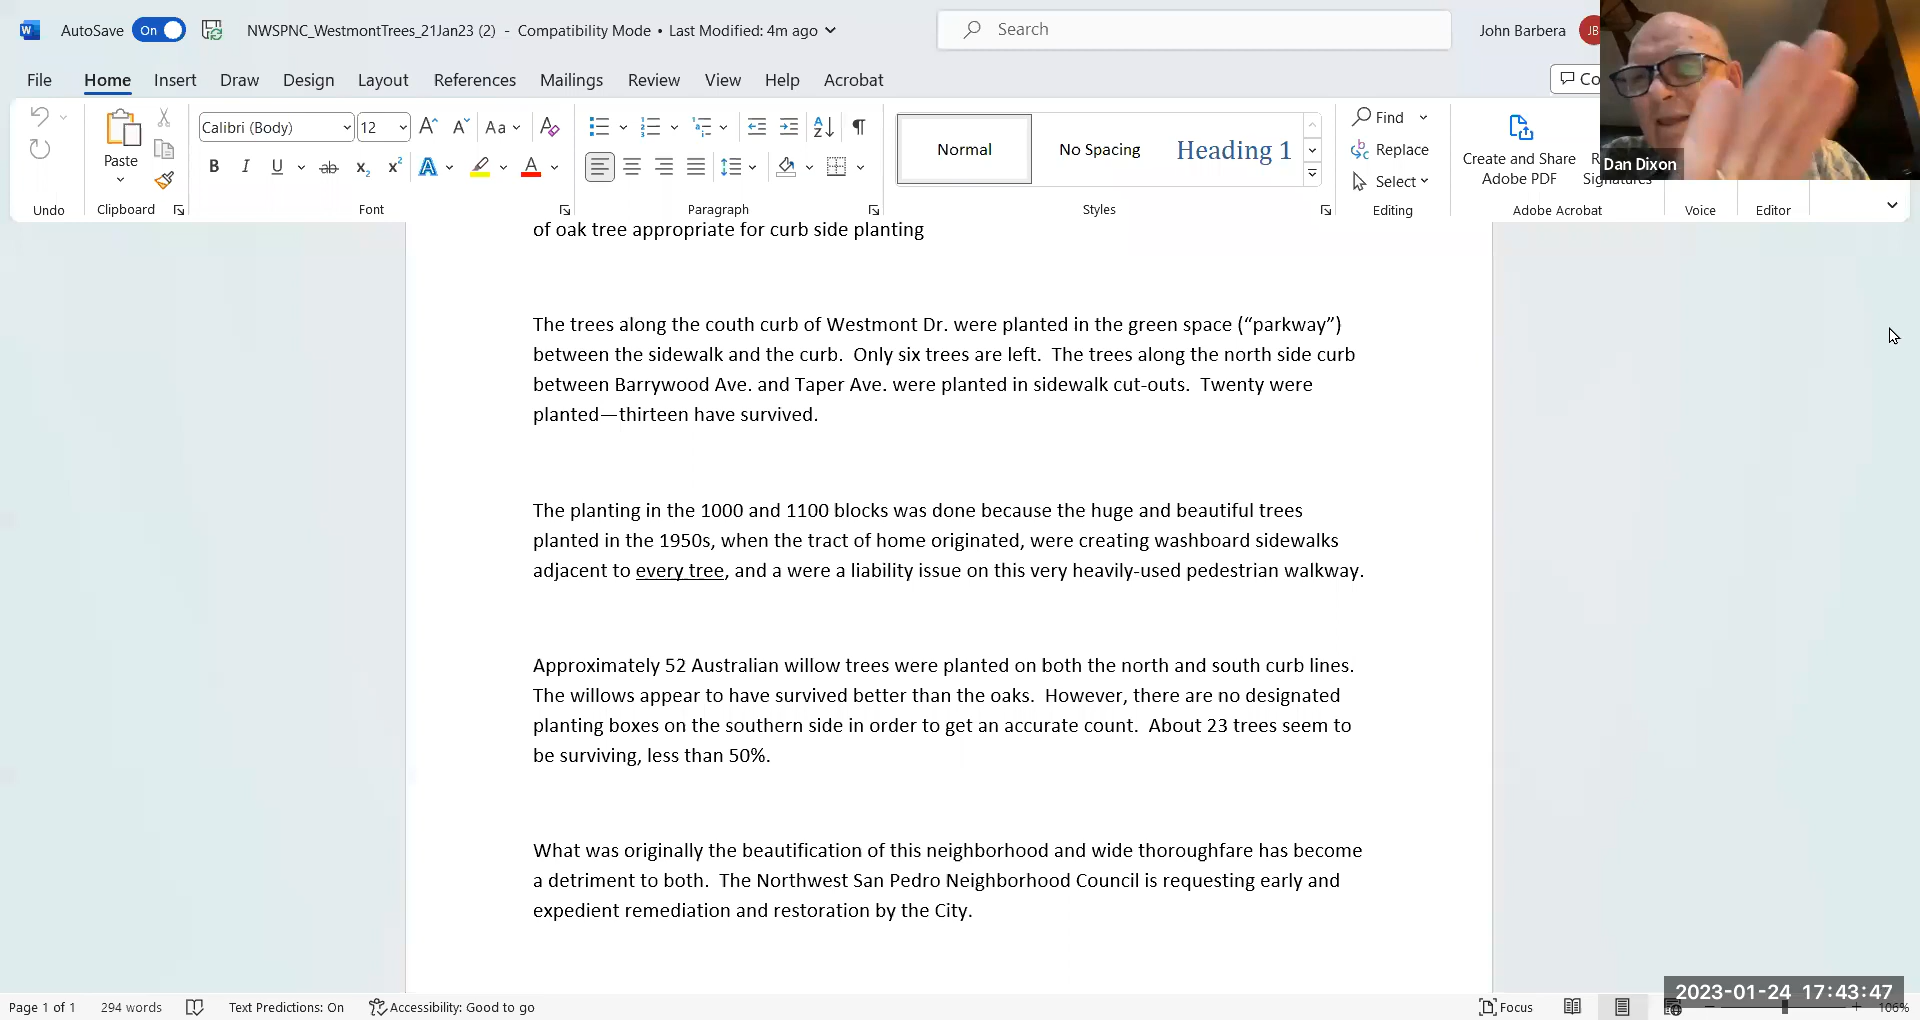 AutoSave On NWSPNC_WestmontTrees_21Jan23 (2) - Compatibility Mode • Last Modified: 4m ago
Search
John Barbera JB
File Home Insert Draw Design Layout References Mailings Review View Help Acrobat
Co
Calibri (Body) 12 Aa
Paste
B I U ab x2 x2 A A
Normal No Spacing Heading 1
Find
Replace
Select
Create and Share
Adobe PDF
Signatures
Dan Dixon
Undo Clipboard Font Paragraph Styles Editing Adobe Acrobat Voice Editor
of oak tree appropriate for curb side planting
The trees along the couth curb of Westmont Dr. were planted in the green space (“parkway”)
between the sidewalk and the curb.  Only six trees are left.  The trees along the north side curb
between Barrywood Ave. and Taper Ave. were planted in sidewalk cut-outs.  Twenty were
planted—thirteen have survived.
The planting in the 1000 and 1100 blocks was done because the huge and beautiful trees
planted in the 1950s, when the tract of home originated, were creating washboard sidewalks
adjacent to every tree, and a were a liability issue on this very heavily-used pedestrian walkway.
Approximately 52 Australian willow trees were planted on both the north and south curb lines.
The willows appear to have survived better than the oaks.  However, there are no designated
planting boxes on the southern side in order to get an accurate count.  About 23 trees seem to
be surviving, less than 50%.
What was originally the beautification of this neighborhood and wide thoroughfare has become
a detriment to both.  The Northwest San Pedro Neighborhood Council is requesting early and
expedient remediation and restoration by the City.
2023-01-24 17:43:47
Page 1 of 1 294 words Text Predictions: On Accessibility: Good to go Focus 106%